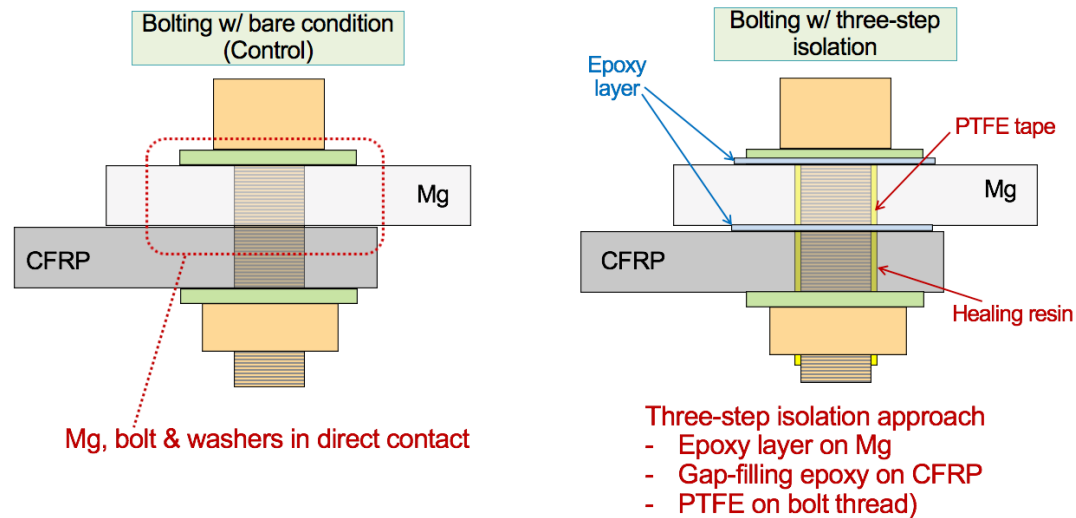 Bolting w/ bare condition
(Control)
Bolting w/ three-step
isolation
Epoxy
layer
PTFE tape
Mg
Mg
CFRP
CFRP
Healing resin
Mg, bolt & washers in direct contact
Three-step isolation approach
- Epoxy layer on Mg
- Gap-filling epoxy on CFRP
- PTFE on bolt thread)